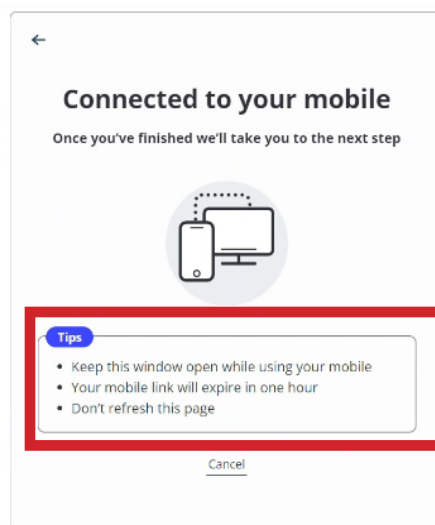 Connected to your mobile
Once you've finished we'll take you to the next step
Tips
• Keep this window open while using your mobile
• Your mobile link will expire in one hour
• Don't refresh this page
Cancel